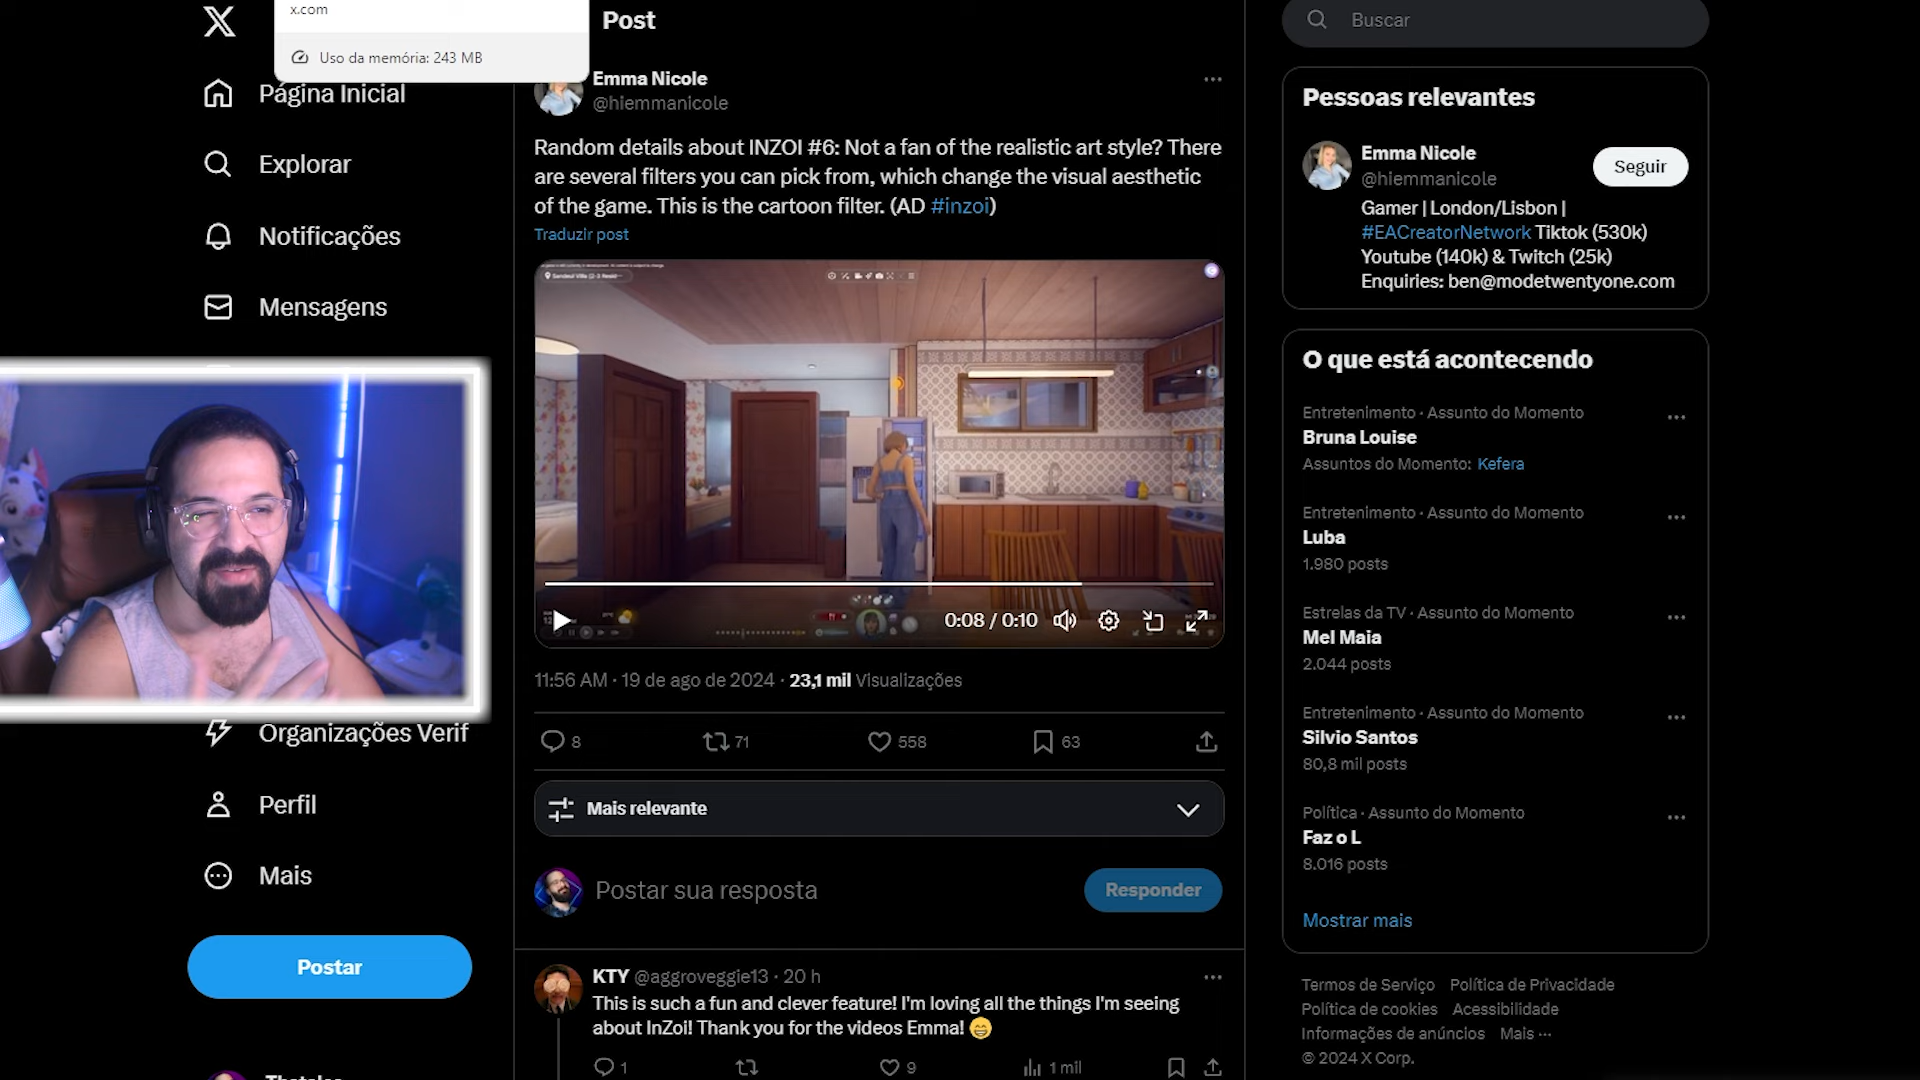 x.com
Uso da memória: 243 MB
Página Inicial
Explorar
Notificações
Mensagens
Organizações Verif
Perfil
Mais
Postar
Post
Emma Nicole
@hiemmanicole
Random details about INZOI #6: Not a fan of the realistic art style? There
are several filters you can pick from, which change the visual aesthetic
of the game. This is the cartoon filter. (AD #inzoi)
Traduzir post
0:08 / 0:10
11:56 AM · 19 de ago de 2024 · 23,1 mil Visualizações
8 71 558 63
Mais relevante
Postar sua resposta
Responder
KTY @aggroveggie13 · 20 h
This is such a fun and clever feature! I'm loving all the things I'm seeing
about InZoi! Thank you for the videos Emma! 😁
1 9 1 mil
Buscar
Pessoas relevantes
Emma Nicole
@hiemmanicole
Seguir
Gamer | London/Lisbon |
#EACreatorNetwork Tiktok (530k)
Youtube (140k) & Twitch (25k)
Enquiries: ben@modetwentyone.com
O que está acontecendo
Entretenimento · Assunto do Momento
Bruna Louise
Assuntos do Momento: Kefera
Entretenimento · Assunto do Momento
Luba
1.980 posts
Estrelas da TV · Assunto do Momento
Mel Maia
2.044 posts
Entretenimento · Assunto do Momento
Silvio Santos
80,8 mil posts
Política · Assunto do Momento
Faz o L
8.016 posts
Mostrar mais
Termos de Serviço Política de Privacidade
Política de cookies Acessibilidade
Informações de anúncios Mais ···
© 2024 X Corp.